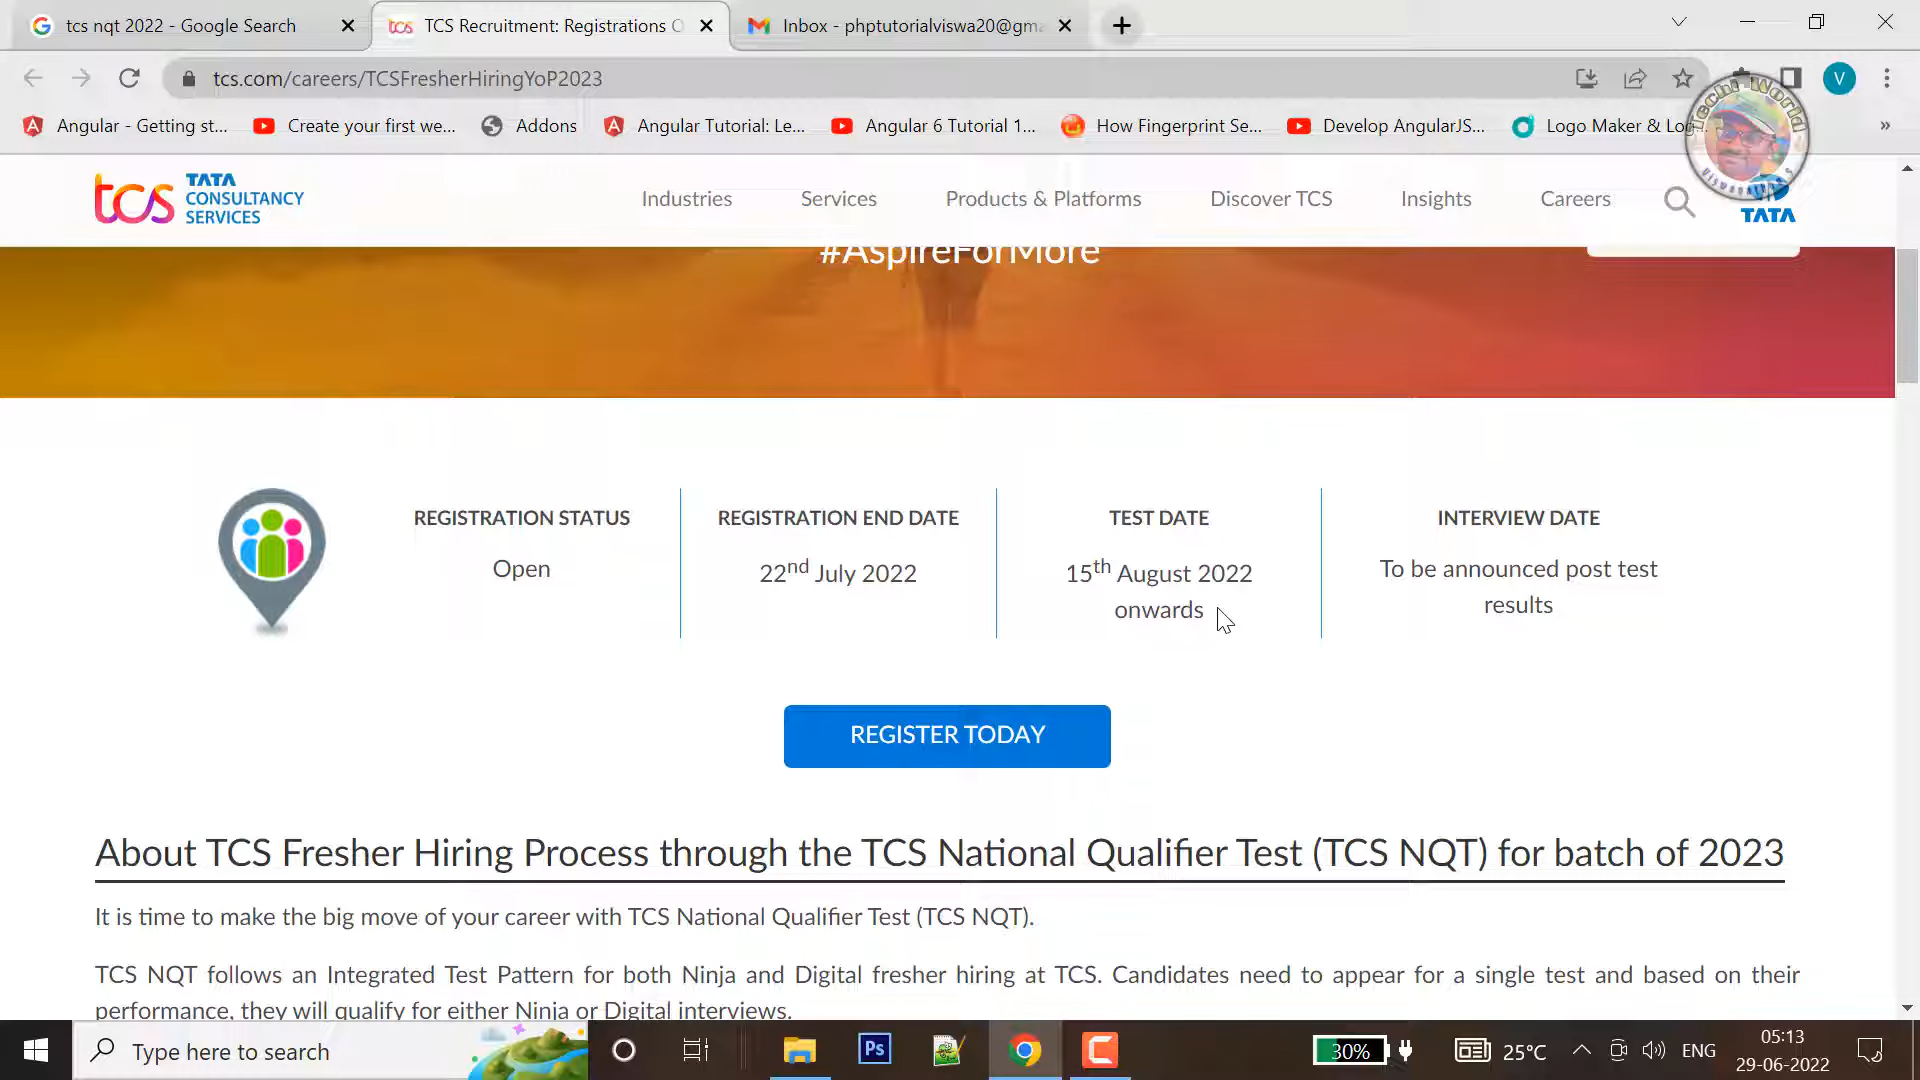 tcs nqt 2022 - Google Search
TCS Recruitment: Registrations O
Inbox - phptutorialviswa20@gma
tcs.com/careers/TCSFresherHiringYoP2023
V
Angular - Getting st...
Create your first we...
Addons
Angular Tutorial: Le...
Angular 6 Tutorial 1...
How Fingerprint Se...
Develop AngularJS...
Logo Maker & Log
Techi World
tcs TATA
CONSULTANCY
SERVICES
Industries
Services
Products & Platforms
Discover TCS
Insights
Careers
TATA
#AspireForMore
REGISTRATION STATUS
Open
REGISTRATION END DATE
22nd July 2022
TEST DATE
15th August 2022
onwards
INTERVIEW DATE
To be announced post test
results
REGISTER TODAY
About TCS Fresher Hiring Process through the TCS National Qualifier Test (TCS NQT) for batch of 2023
It is time to make the big move of your career with TCS National Qualifier Test (TCS NQT).
TCS NQT follows an Integrated Test Pattern for both Ninja and Digital fresher hiring at TCS. Candidates need to appear for a single test and based on their
performance, they will qualify for either Ninja or Digital interviews.
Type here to search
Ps
30%
25°C
ENG
05:13
29-06-2022